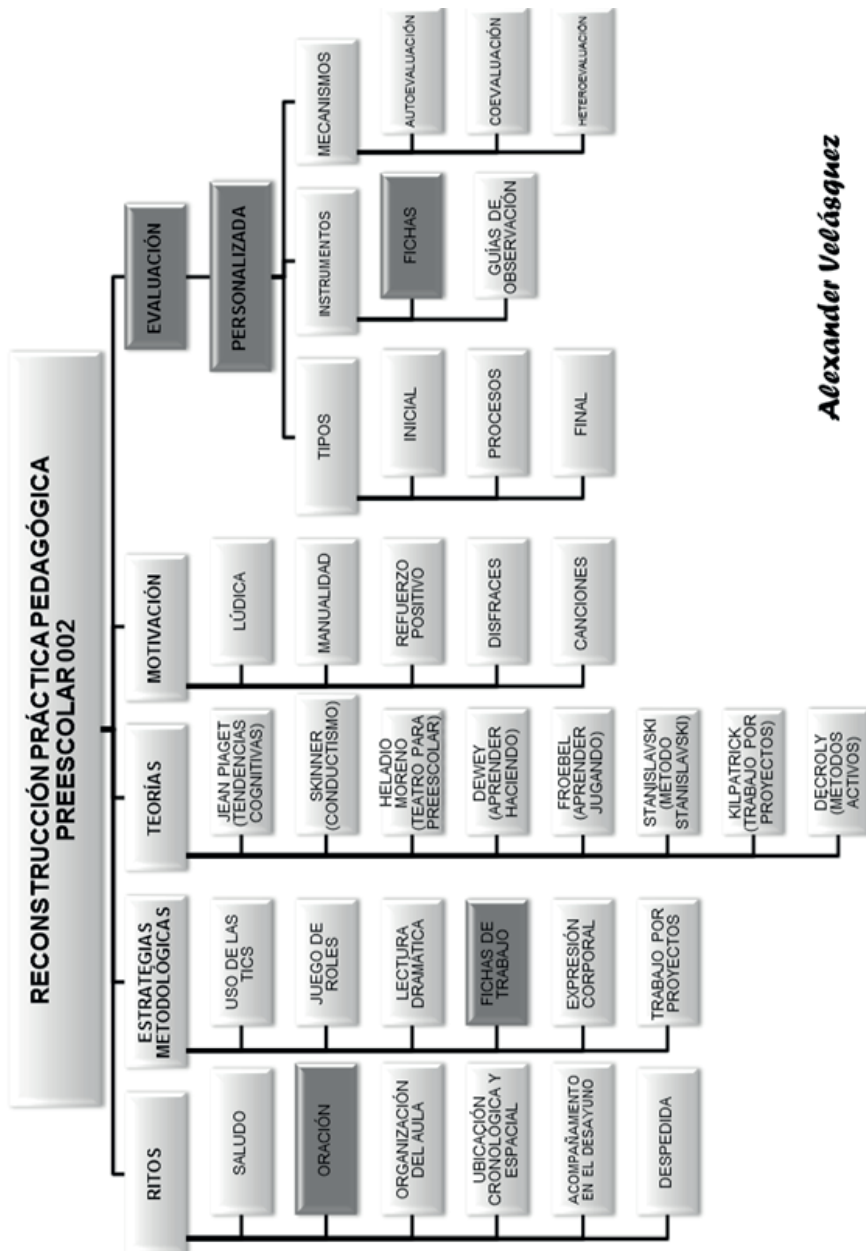 RECONSTRUCCIÓN PRÁCTICA PEDAGÓGICA
PREESCOLAR 002
RITOS
SALUDO
ORACIÓN
ORGANIZACIÓN
DEL AULA
UBICACIÓN
CRONOLOGICA Y
ESPACIAL
ACOMPAÑAMIENTO
EN EL DESAYUNO
DESPEDIDA
ESTRATEGIAS
METODOLÓGICAS
USO DE LAS
TICS
JUEGO DE
ROLES
LECTURA
DRAMÁTICA
FICHAS DE
TRABAJO
EXPRESIÓN
CORPORAL
TRABAJO POR
PROYECTOS
TEORÍAS
JEAN PIAGET
(TENDENCIAS
COGNITIVAS)
SKINNER
(CONDUCTISMO)
HELADIO
MORENO
(TEATRO PARA
PREESCOLAR)
DEWEY
(APRENDER
HACIENDO)
FROEBEL
(APRENDER
JUGANDO)
STANISLAVSKI
(METODO
STANISLAVSKI)
KILPATRICK
(TRABAJO POR
PROYECTOS)
DECROLY
(METODOS
ACTIVOS)
MOTIVACIÓN
LÚDICA
MANUALIDAD
REFUERZO
POSITIVO
DISFRACES
CANCIONES
EVALUACIÓN
PERSONALIZADA
TIPOS
INICIAL
PROCESOS
FINAL
INSTRUMENTOS
FICHAS
GUÍAS DE
OBSERVACIÓN
MECANISMOS
AUTOEVALUACIÓN
COEVALUACIÓN
HETEROEVALUACIÓN
Alexander Velásquez